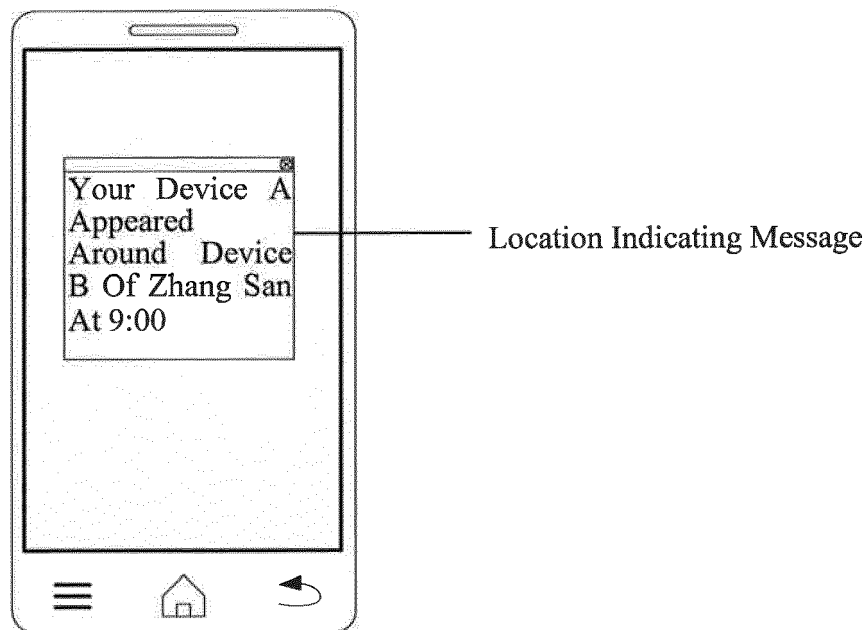 Your Device A
Appeared
Around Device
B Of Zhang San
At 9:00
Location Indicating Message